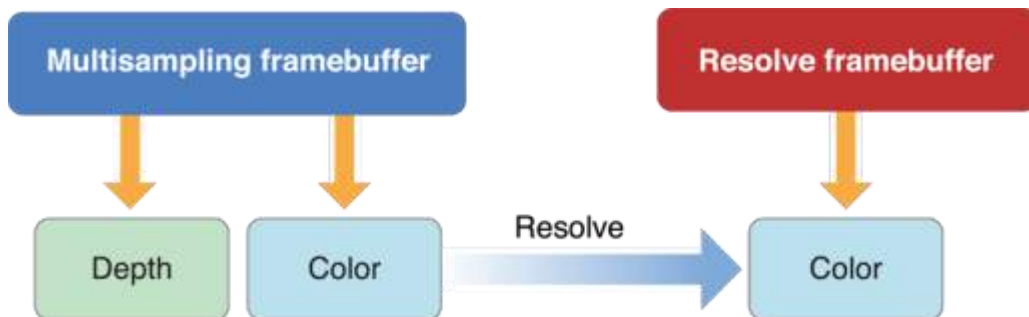 Multisampling framebuffer
Resolve framebuffer
Depth
Color
Resolve
Color